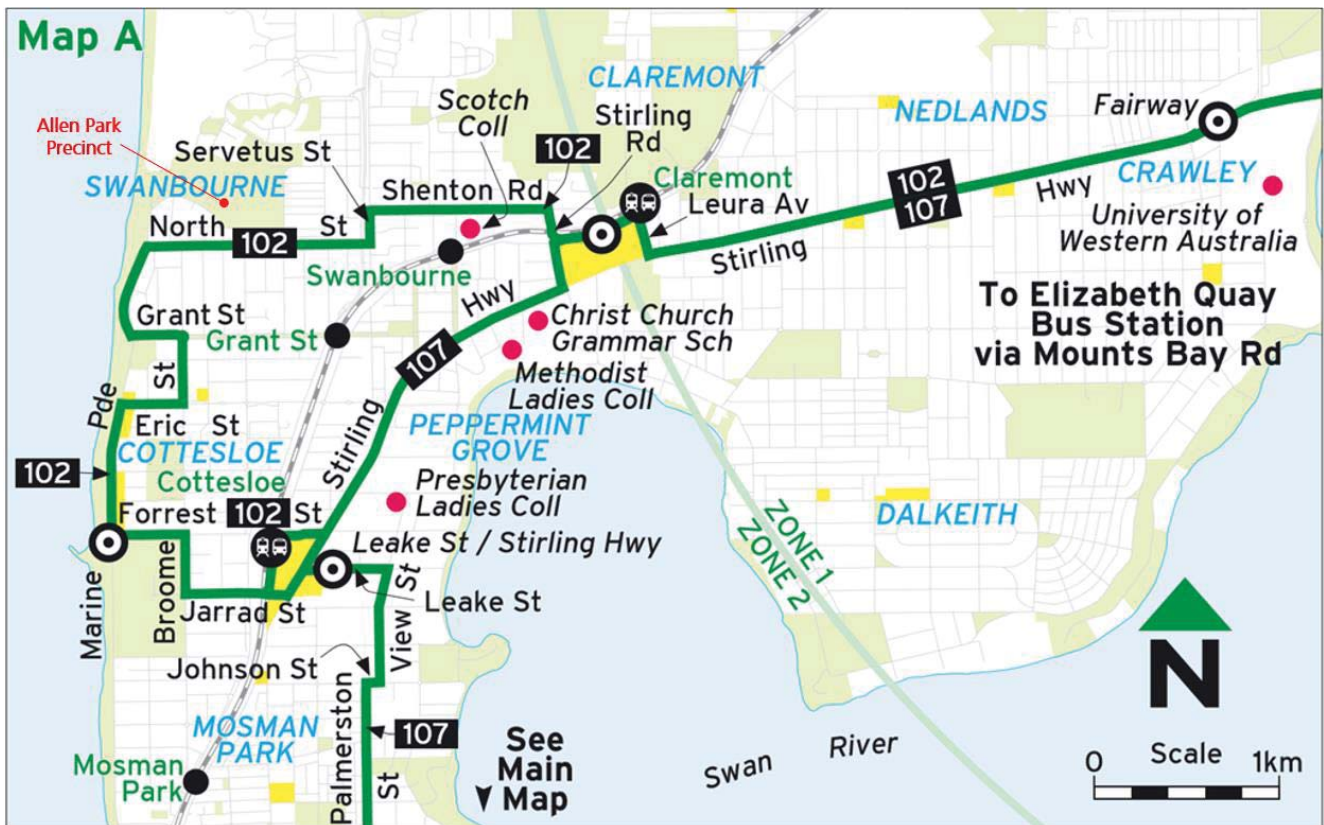 Map A
Allen Park
Precinct
SWANBOURNE
Servetus St
North
102
St
Shenton Rd
Scotch
Coll
102
Stirling
Rd
CLAREMONT
Claremont
Leura Av
NEDLANDS
Fairway
CRAWLEY
102
107
Hwy
Stirling
University of
Western Australia
To Elizabeth Quay
Bus Station
via Mounts Bay Rd
Swanbourne
Grant St
Grant St
St
Hwy
107
Stirling
Christ Church
Grammar Sch
Methodist
Ladies Coll
Pde
Eric St
COTTESLOE
PEPPERMINT
GROVE
102
Cottesloe
Presbyterian
Ladies Coll
Forrest
102
St
Leake St / Stirling Hwy
ZONE 1
ZONE 2
DALKEITH
Marine
Broome
Jarrad St
Leake St
View St
Johnson St
MOSMAN
PARK
Palmerston
St
107
Mosman
Park
See
Main
Map
Swan River
N
0 Scale 1km